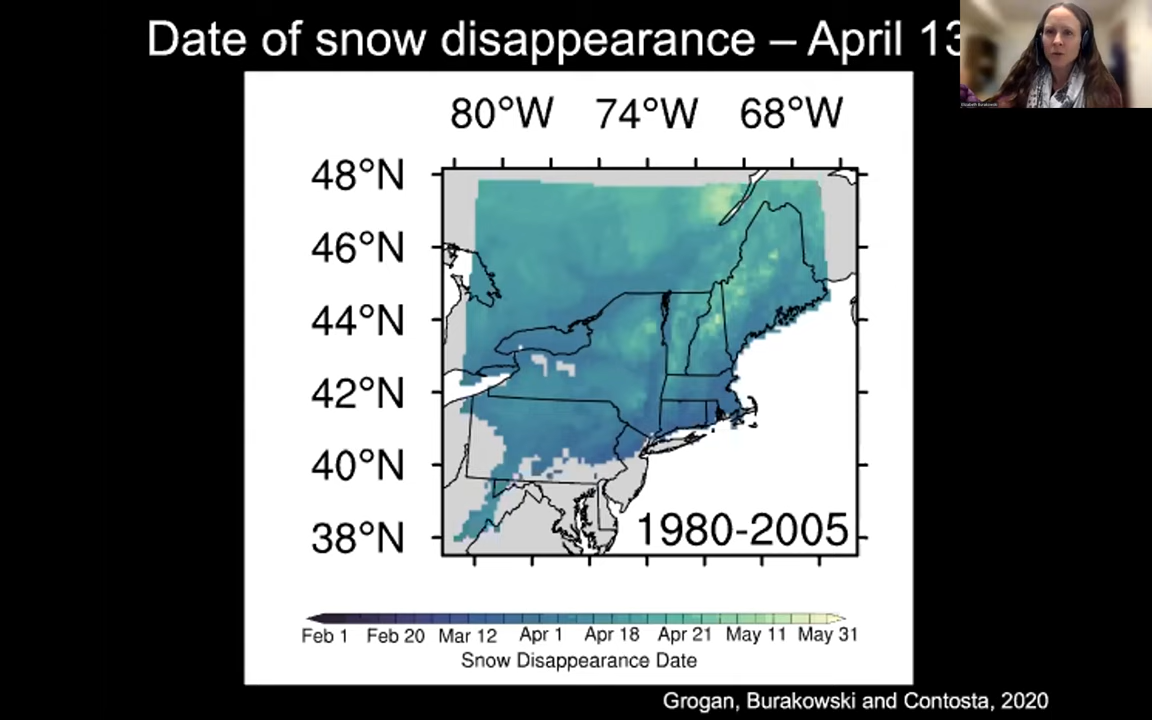 Date of snow disappearance – April 13
80°W 74°W 68°W
48°N
46°N
44°N
42°N
40°N
38°N
1980-2005
Feb 1 Feb 20 Mar 12 Apr 1 Apr 18 Apr 21 May 11 May 31
Snow Disappearance Date
Grogan, Burakowski and Contosta, 2020